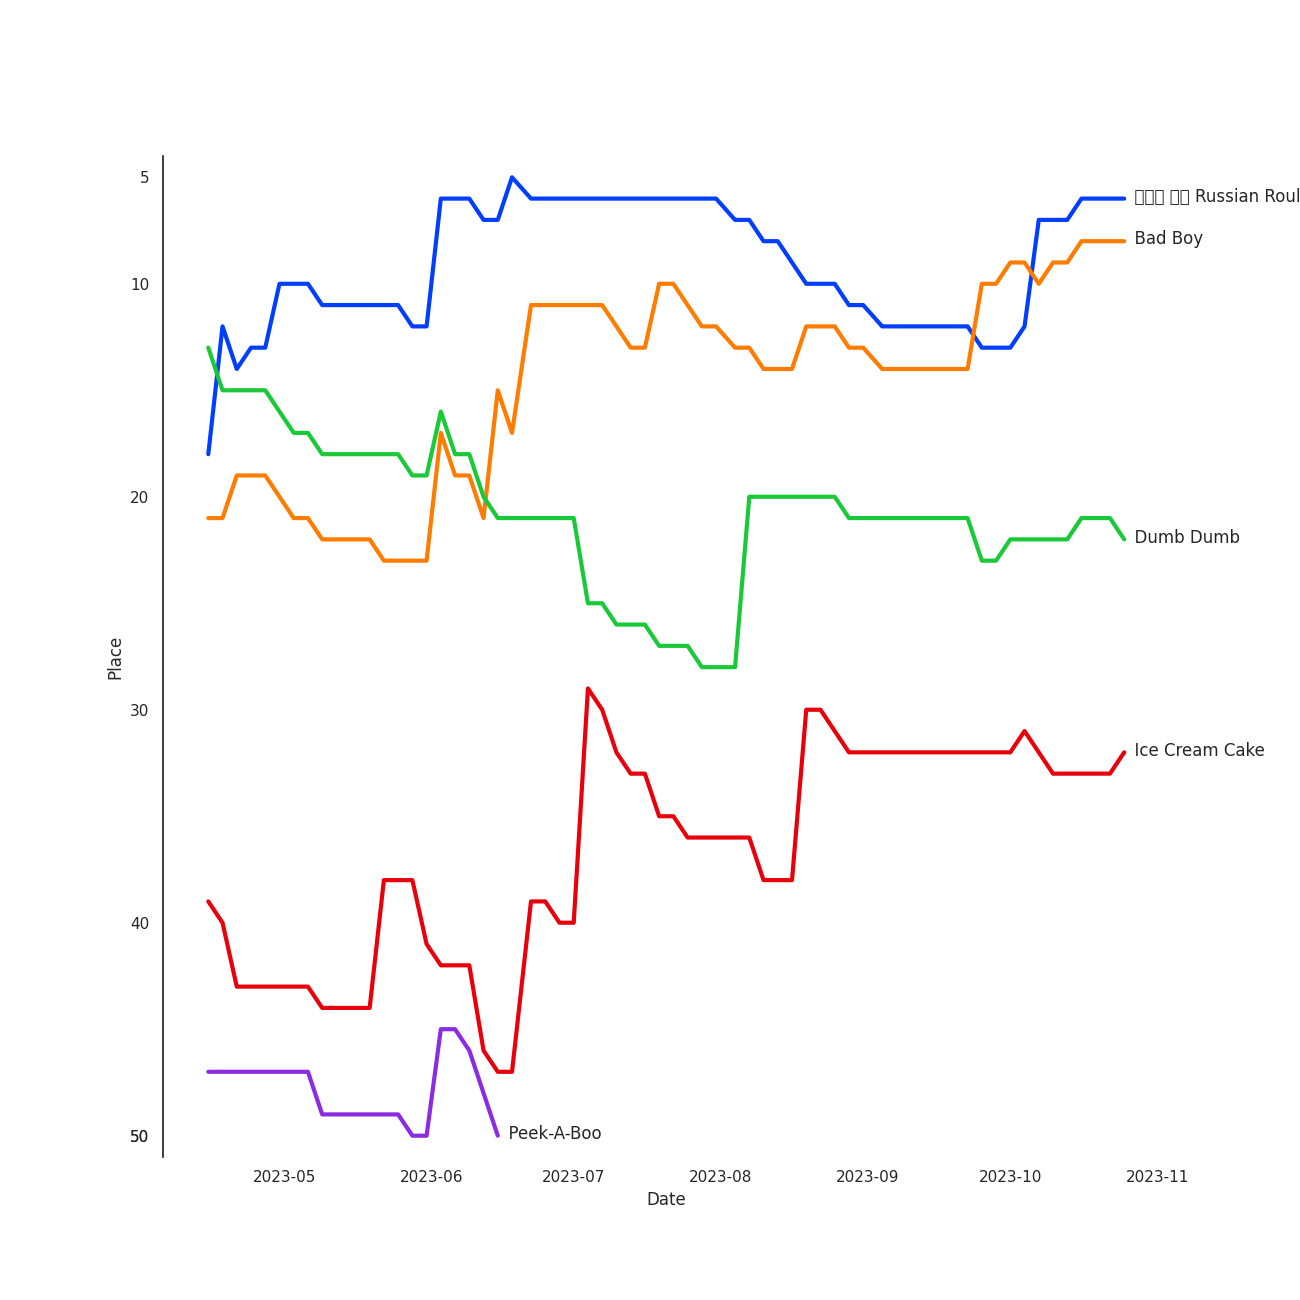 5
10
20
30
40
50
Place
Russian Roul
Bad Boy
Dumb Dumb
Ice Cream Cake
Peek-A-Boo
2023-05 2023-06 2023-07 2023-08 2023-09 2023-10 2023-11
Date